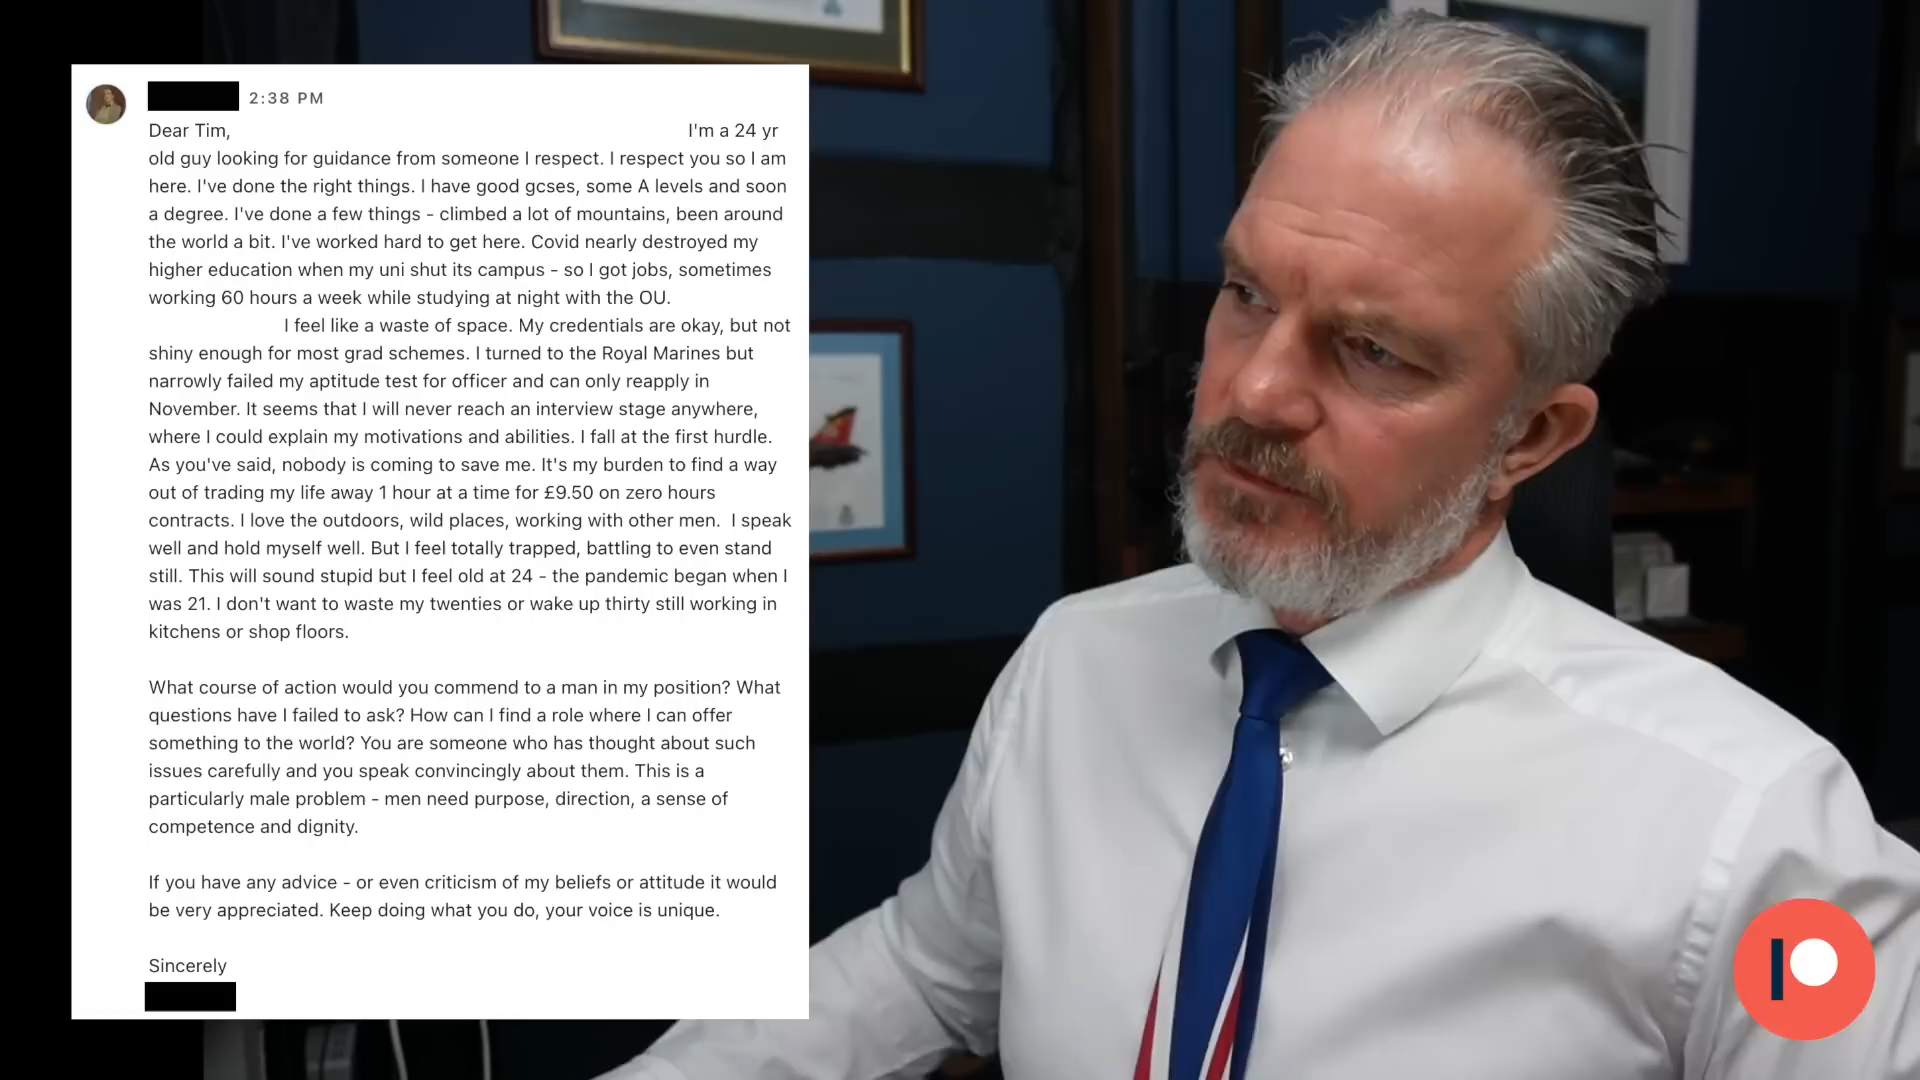 2:38 PM
Dear Tim, I'm a 24 yr
old guy looking for guidance from someone I respect. I respect you so I am
here. I've done the right things. I have good gcses, some A levels and soon
a degree. I've done a few things - climbed a lot of mountains, been around
the world a bit. I've worked hard to get here. Covid nearly destroyed my
higher education when my uni shut its campus - so I got jobs, sometimes
working 60 hours a week while studying at night with the OU.
I feel like a waste of space. My credentials are okay, but not
shiny enough for most grad schemes. I turned to the Royal Marines but
narrowly failed my aptitude test for officer and can only reapply in
November. It seems that I will never reach an interview stage anywhere,
where I could explain my motivations and abilities. I fall at the first hurdle.
As you've said, nobody is coming to save me. It's my burden to find a way
out of trading my life away 1 hour at a time for £9.50 on zero hours
contracts. I love the outdoors, wild places, working with other men.  I speak
well and hold myself well. But I feel totally trapped, battling to even stand
still. This will sound stupid but I feel old at 24 - the pandemic began when I
was 21. I don't want to waste my twenties or wake up thirty still working in
kitchens or shop floors.
What course of action would you commend to a man in my position? What
questions have I failed to ask? How can I find a role where I can offer
something to the world? You are someone who has thought about such
issues carefully and you speak convincingly about them. This is a
particularly male problem - men need purpose, direction, a sense of
competence and dignity.
If you have any advice - or even criticism of my beliefs or attitude it would
be very appreciated. Keep doing what you do, your voice is unique.
Sincerely